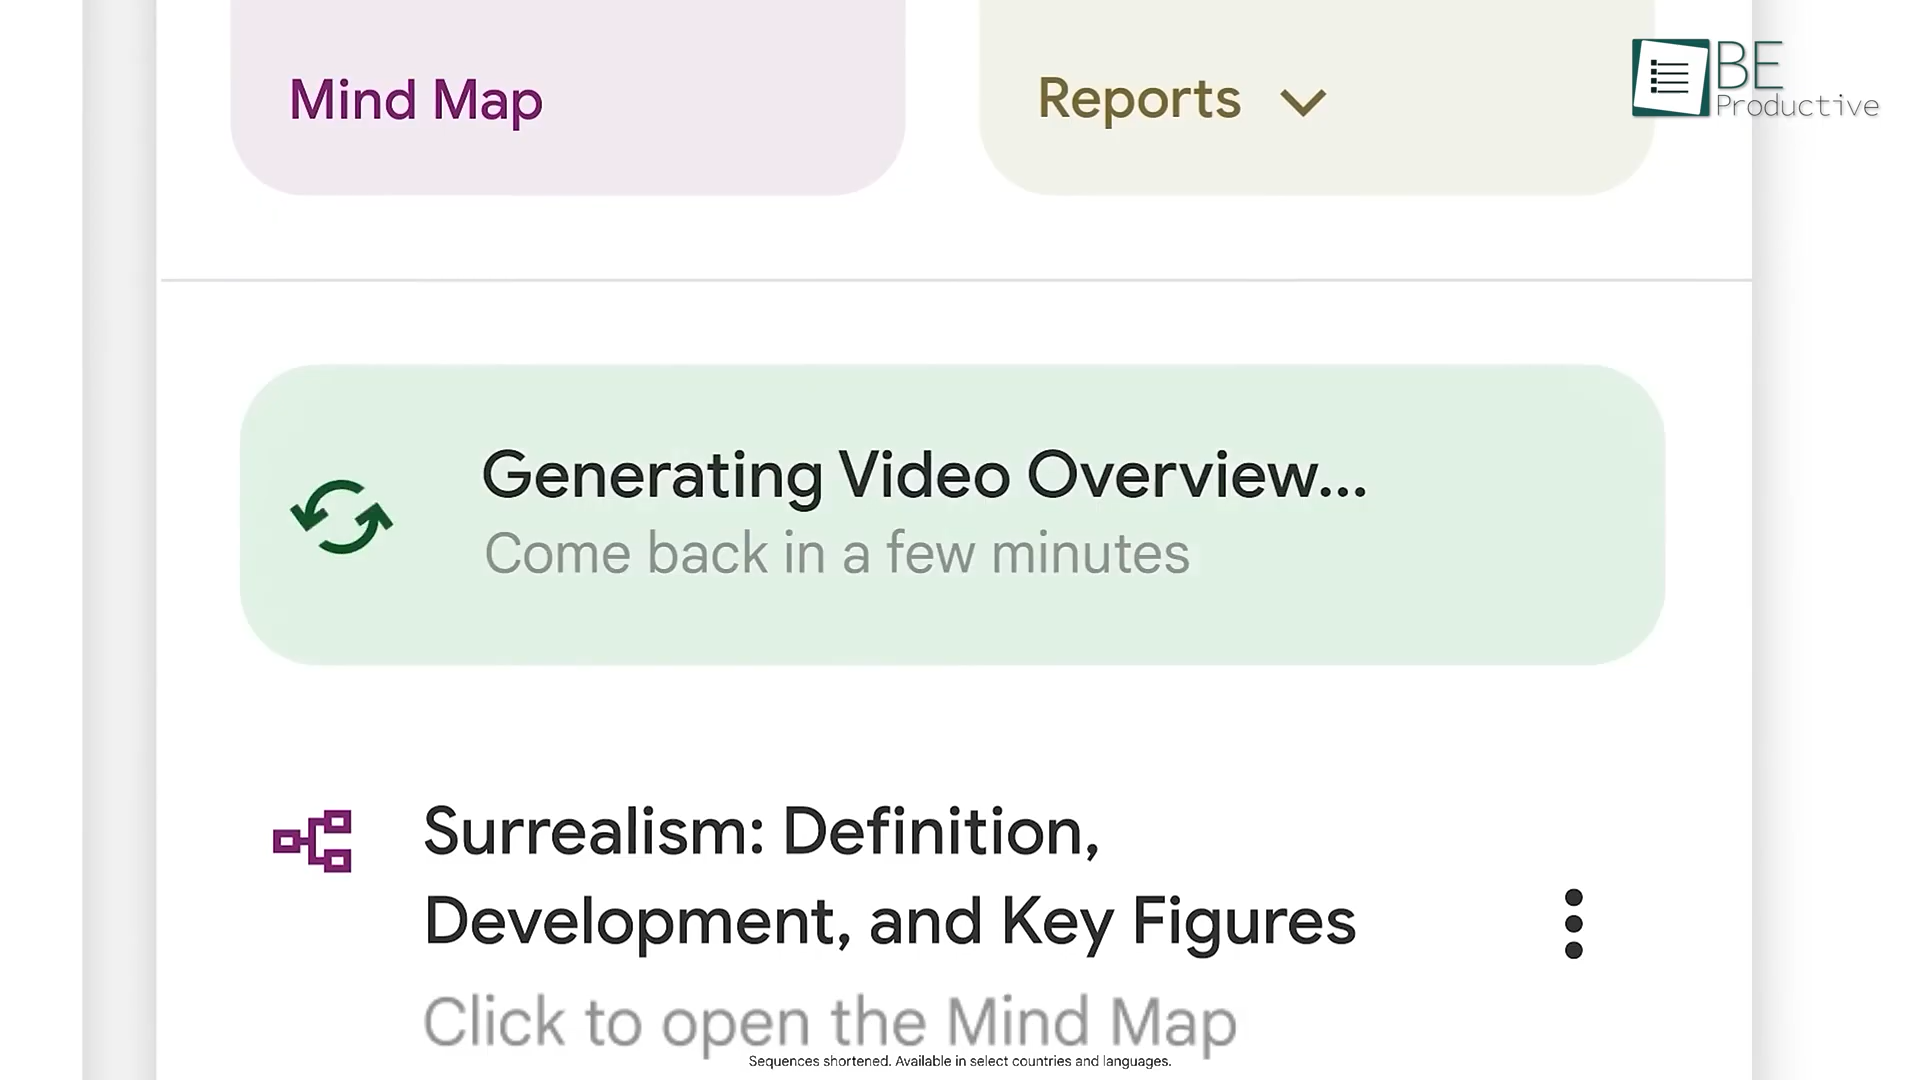 Mind Map
Reports
BE
Productive
Generating Video Overview...
Come back in a few minutes
Surrealism: Definition,
Development, and Key Figures
Click to open the Mind Map
Sequences shortened. Available in select countries and languages.